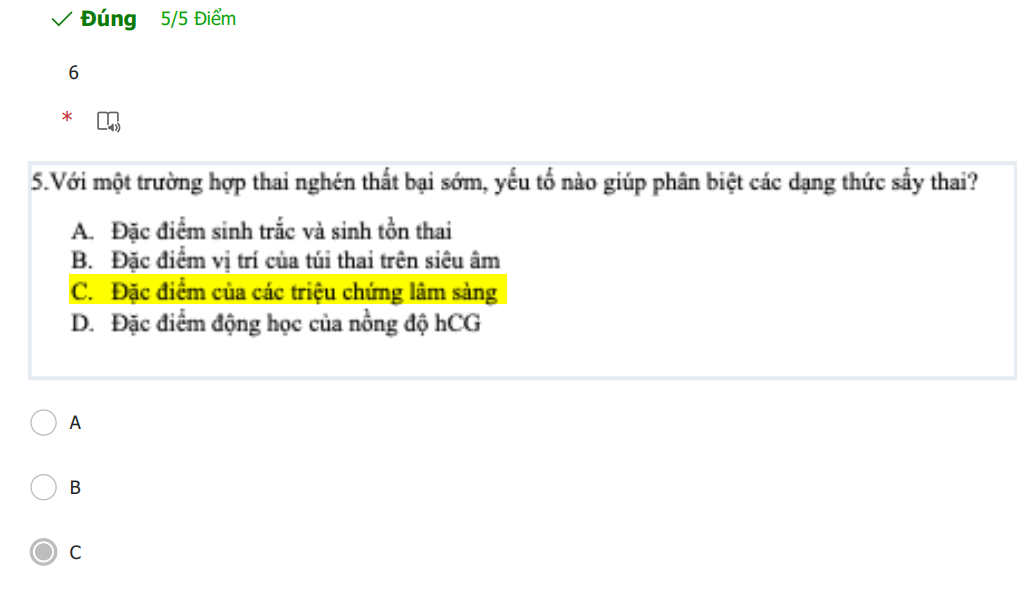 Đúng 5/5 Điểm
6
*
5.Với một trường hợp thai nghén thất bại sớm, yếu tố nào giúp phân biệt các dạng thức sẩy thai?
A. Đặc điểm sinh trắc và sinh tồn thai
B. Đặc điểm vị trí của túi thai trên siêu âm
C. Đặc điểm của các triệu chứng lâm sàng
D. Đặc điểm động học của nồng độ hCG
A
B
C